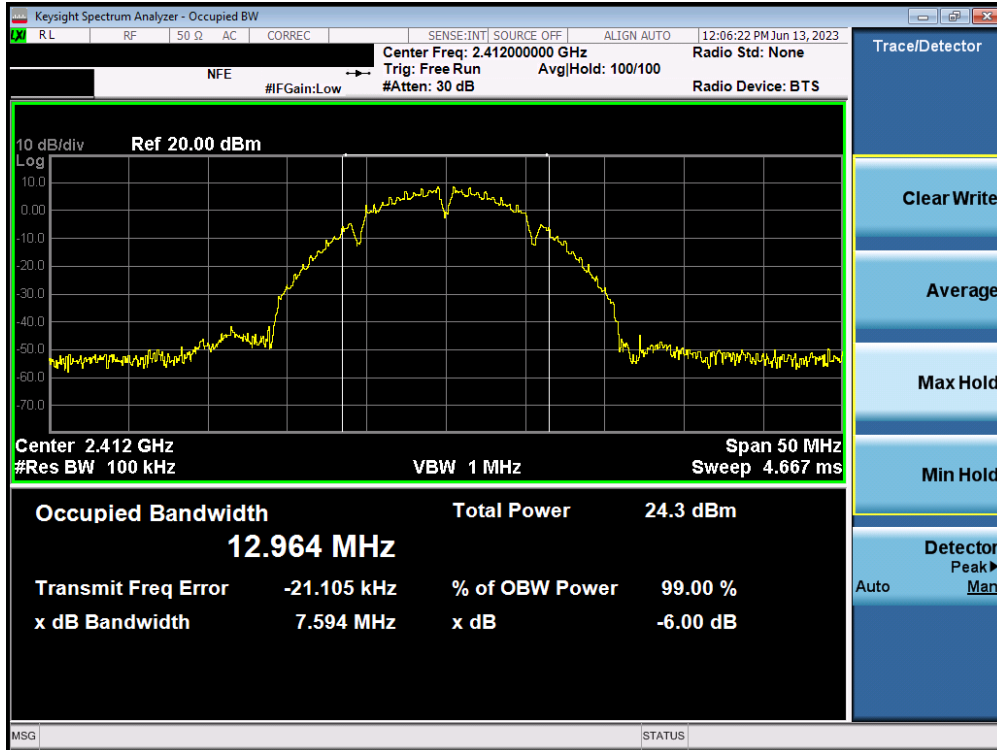 Keysight Spectrum Analyzer - Occupied BW
LXI RL RF 50 Ω AC CORREC SENSE:INT SOURCE OFF ALIGN AUTO 12:06:22 PM Jun 13, 2023
Center Freq: 2.412000000 GHz Radio Std: None
NFE Trig: Free Run Avg|Hold: 100/100
#IFGain:Low #Atten: 30 dB Radio Device: BTS
10 dB/div Ref 20.00 dBm
Log
10.0
0.00
-10.0
-20.0
-30.0
-40.0
-50.0
-60.0
-70.0
Center 2.412 GHz Span 50 MHz
#Res BW 100 kHz VBW 1 MHz Sweep 4.667 ms
Occupied Bandwidth Total Power 24.3 dBm
12.964 MHz
Transmit Freq Error -21.105 kHz % of OBW Power 99.00 %
x dB Bandwidth 7.594 MHz x dB -6.00 dB
Trace/Detector
Clear Write
Average
Max Hold
Min Hold
Detector
Peak▶
Auto Man
MSG STATUS